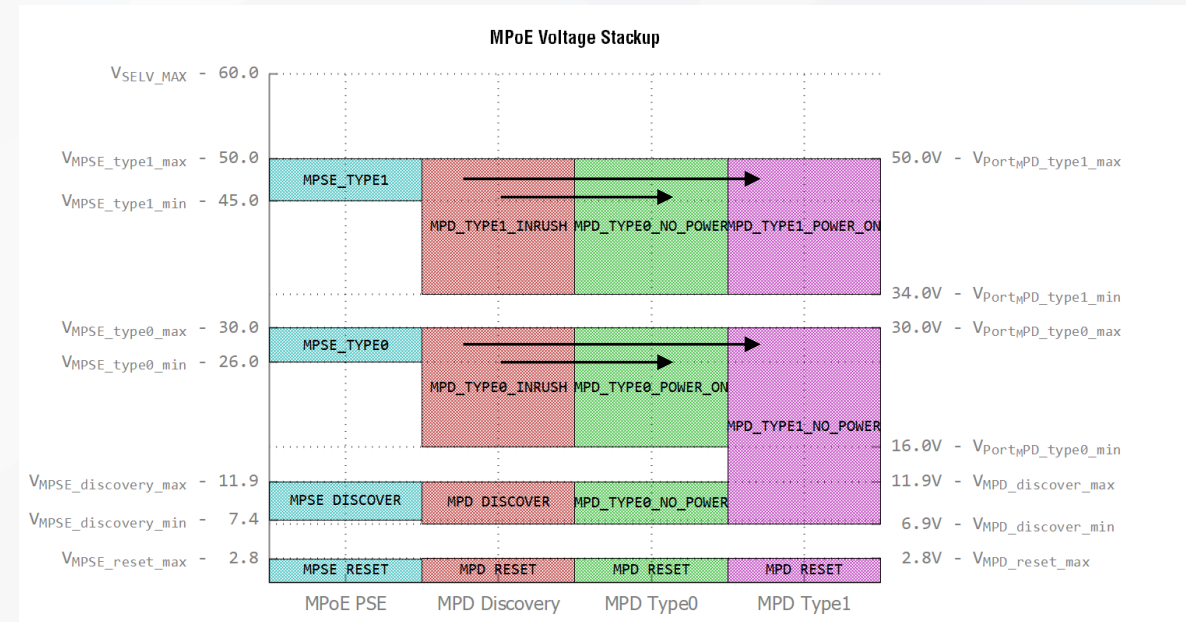 MPoE Voltage Stackup
VSELV_MAX - 60.0
VMPSE_type1_max - 50.0
50.0V - VPortMPD_type1_max
MPSE_TYPE1
VMPSE_type1_min - 45.0
MPD_TYPE1_INRUSH
MPD_TYPE0_NO_POWER
MPD_TYPE1_POWER_ON
34.0V - VPortMPD_type1_min
VMPSE_type0_max - 30.0
30.0V - VPortMPD_type0_max
MPSE_TYPE0
VMPSE_type0_min - 26.0
MPD_TYPE0_INRUSH
MPD_TYPE0_POWER_ON
MPD_TYPE1_NO_POWER
16.0V - VPortMPD_type0_min
VMPSE_discovery_max - 11.9
11.9V - VMPD_discover_max
MPSE DISCOVER
MPD DISCOVER
MPD_TYPE0_NO_POWER
VMPSE_discovery_min - 7.4
6.9V - VMPD_discover_min
VMPSE_reset_max - 2.8
2.8V - VMPD_reset_max
MPSE RESET
MPD RESET
MPD RESET
MPD RESET
MPoE PSE
MPD Discovery
MPD Type0
MPD Type1